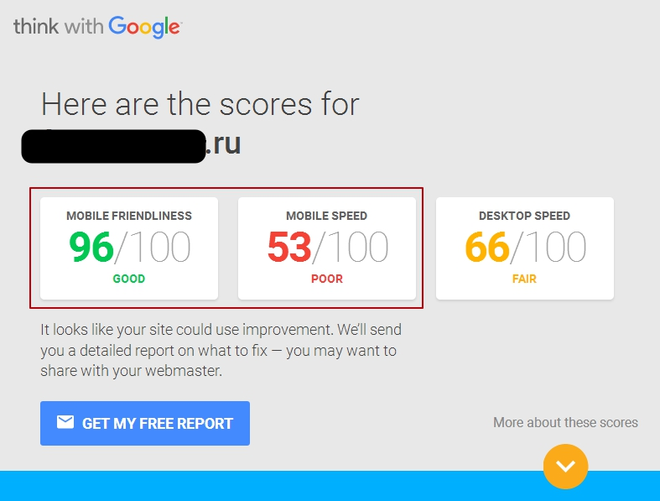 think with Google
Here are the scores for
.ru
MOBILE FRIENDLINESS
96/100
GOOD
MOBILE SPEED
53/100
POOR
DESKTOP SPEED
66/100
FAIR
It looks like your site could use improvement. We'll send
you a detailed report on what to fix — you may want to
share with your webmaster.
GET MY FREE REPORT
More about these scores